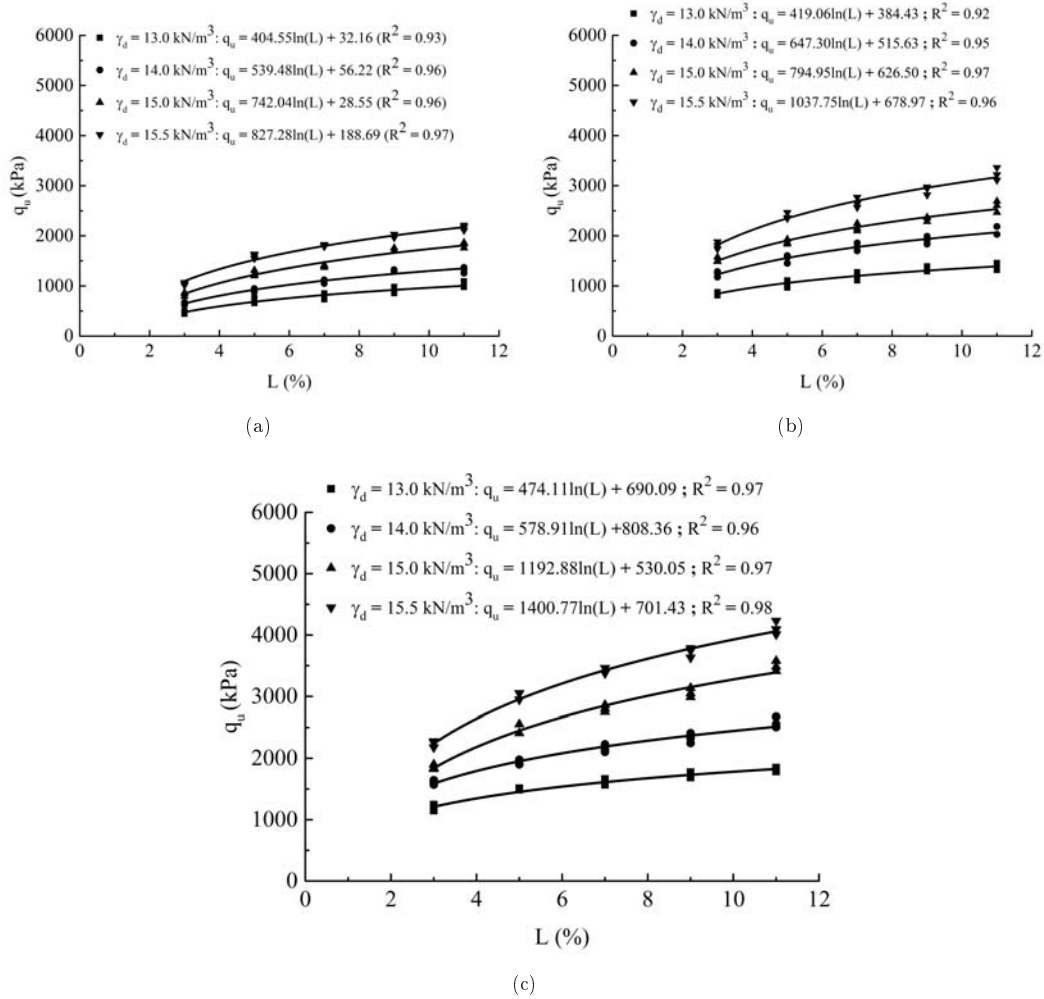 γd = 13.0 kN/m3: qu = 404.55ln(L) + 32.16 (R2 = 0.93)
γd = 14.0 kN/m3: qu = 539.48ln(L) + 56.22 (R2 = 0.96)
γd = 15.0 kN/m3: qu = 742.04ln(L) + 28.55 (R2 = 0.96)
γd = 15.5 kN/m3: qu = 827.28ln(L) + 188.69 (R2 = 0.97)
6000
5000
4000
3000
2000
1000
0
qu (kPa)
0 2 4 6 8 10 12
L (%)
(a)
γd = 13.0 kN/m3 : qu = 419.06ln(L) + 384.43 ; R2 = 0.92
γd = 14.0 kN/m3 : qu = 647.30ln(L) + 515.63 ; R2 = 0.95
γd = 15.0 kN/m3 : qu = 794.95ln(L) + 626.50 ; R2 = 0.97
γd = 15.5 kN/m3 : qu = 1037.75ln(L) + 678.97 ; R2 = 0.96
6000
5000
4000
3000
2000
1000
0
qu (kPa)
0 2 4 6 8 10 12
L (%)
(b)
γd = 13.0 kN/m3: qu = 474.11ln(L) + 690.09 ; R2 = 0.97
γd = 14.0 kN/m3: qu = 578.91ln(L) +808.36 ; R2 = 0.96
γd = 15.0 kN/m3: qu = 1192.88ln(L) + 530.05 ; R2 = 0.97
γd = 15.5 kN/m3: qu = 1400.77ln(L) + 701.43 ; R2 = 0.98
6000
5000
4000
3000
2000
1000
0
qu (kPa)
0 2 4 6 8 10 12
L (%)
(c)